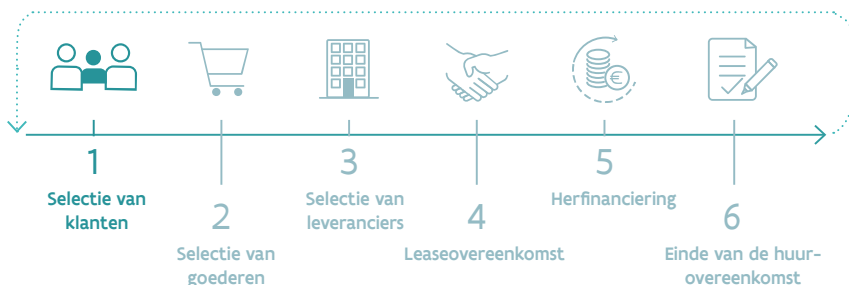 €
1
Selectie van
klanten
2
Selectie van
goederen
3
Selectie van
leveranciers
4
Leaseovereenkomst
5
Herfinanciering
6
Einde van de huur-
overeenkomst